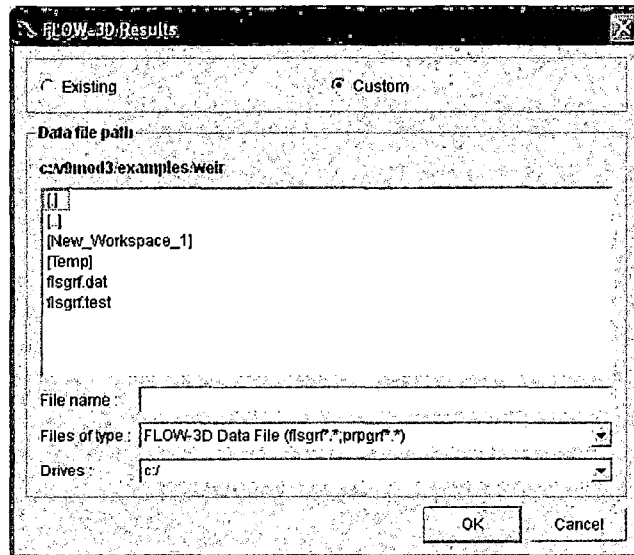 FLOW-3D Results
Existing
Custom
Data file path
c:/v9mod3/examples/weir
[.]
[..]
[New_Workspace_1]
[Temp]
flsgrf.dat
flsgrf.test
File name :
Files of type : FLOW-3D Data File (flsgrf*.*;prpgrf*.*)
Drives : c:/
OK Cancel